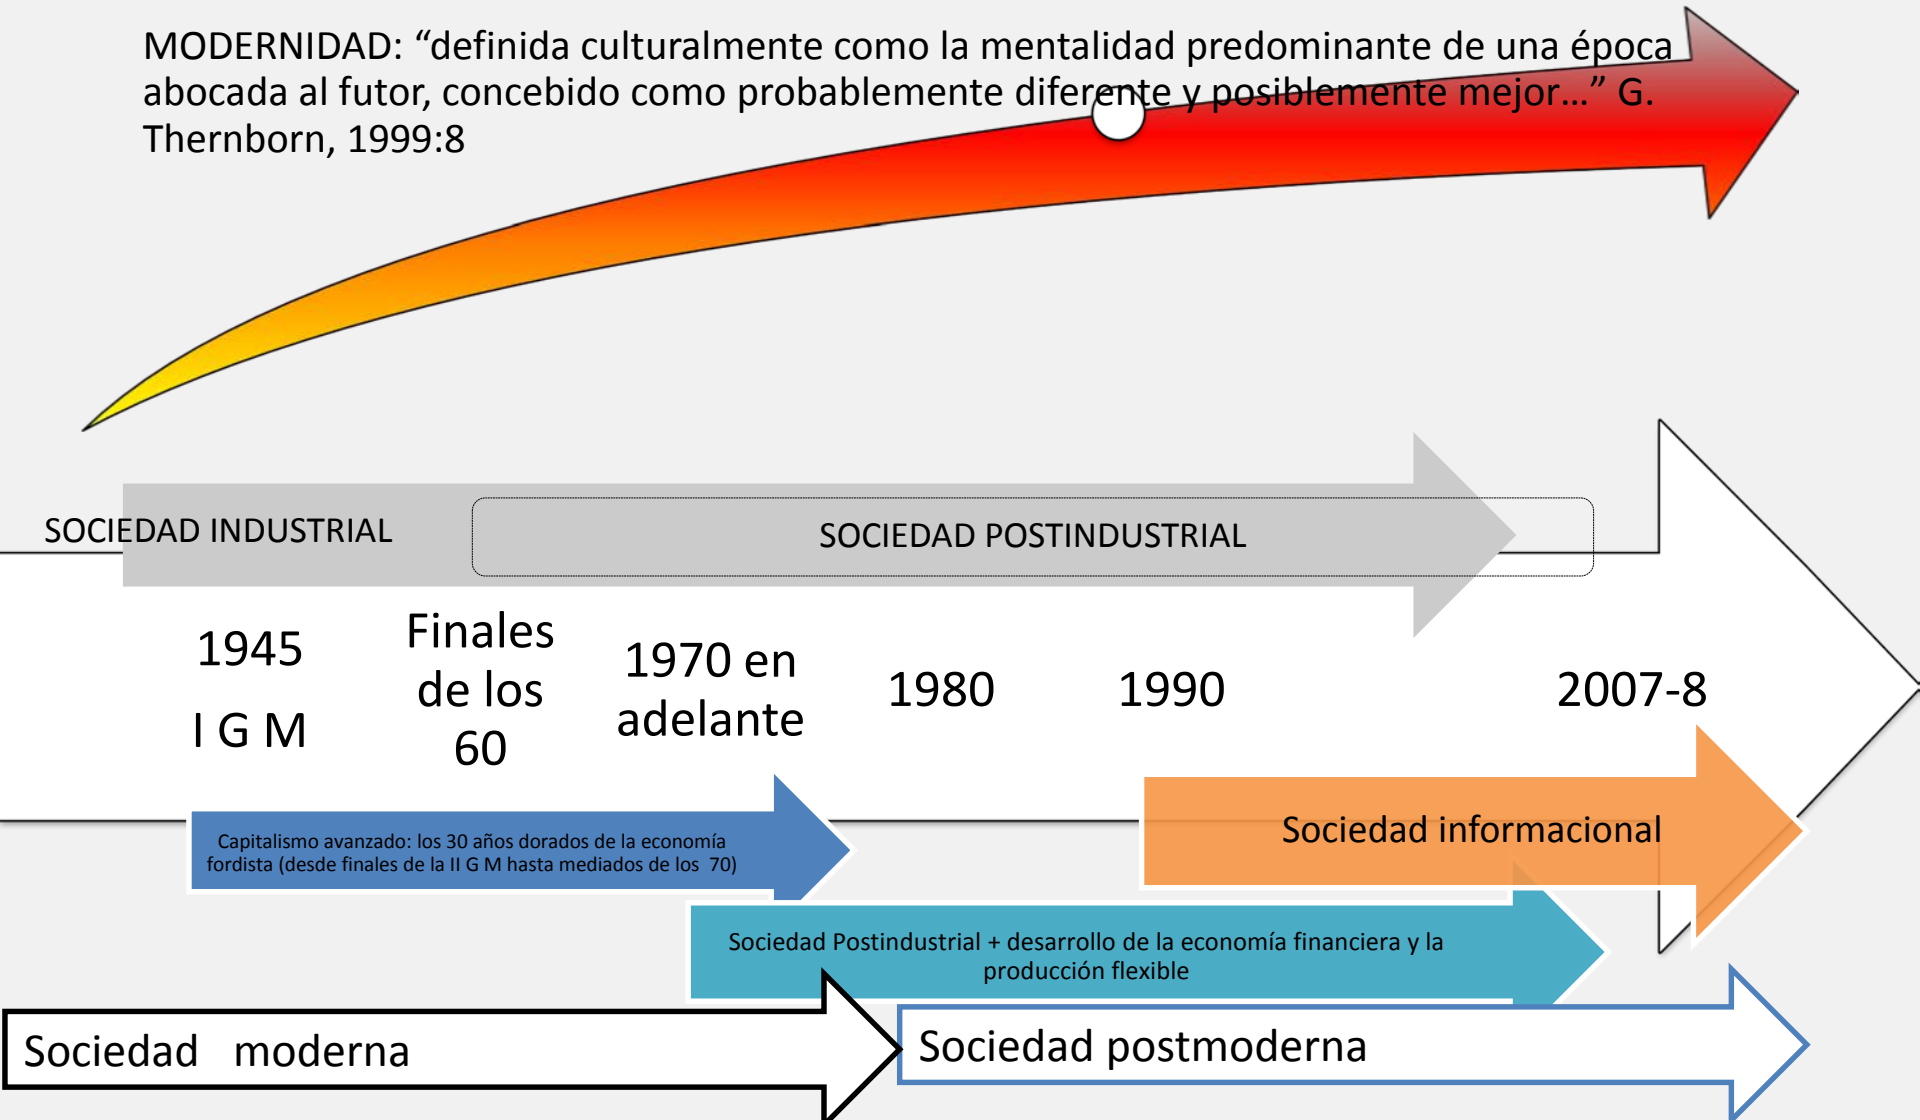 MODERNIDAD: “definida culturalmente como la mentalidad predominante de una época
abocada al futor, concebido como probablemente diferente y posiblemente mejor…” G.
Thernborn, 1999:8
SOCIEDAD INDUSTRIAL
SOCIEDAD POSTINDUSTRIAL
1945
I G M
Finales
de los
60
1970 en
adelante
1980
1990
2007-8
Capitalismo avanzado: los 30 años dorados de la economía
fordista (desde finales de la II G M hasta mediados de los 70)
Sociedad informacional
Sociedad Postindustrial + desarrollo de la economía financiera y la
producción flexible
Sociedad moderna
Sociedad postmoderna